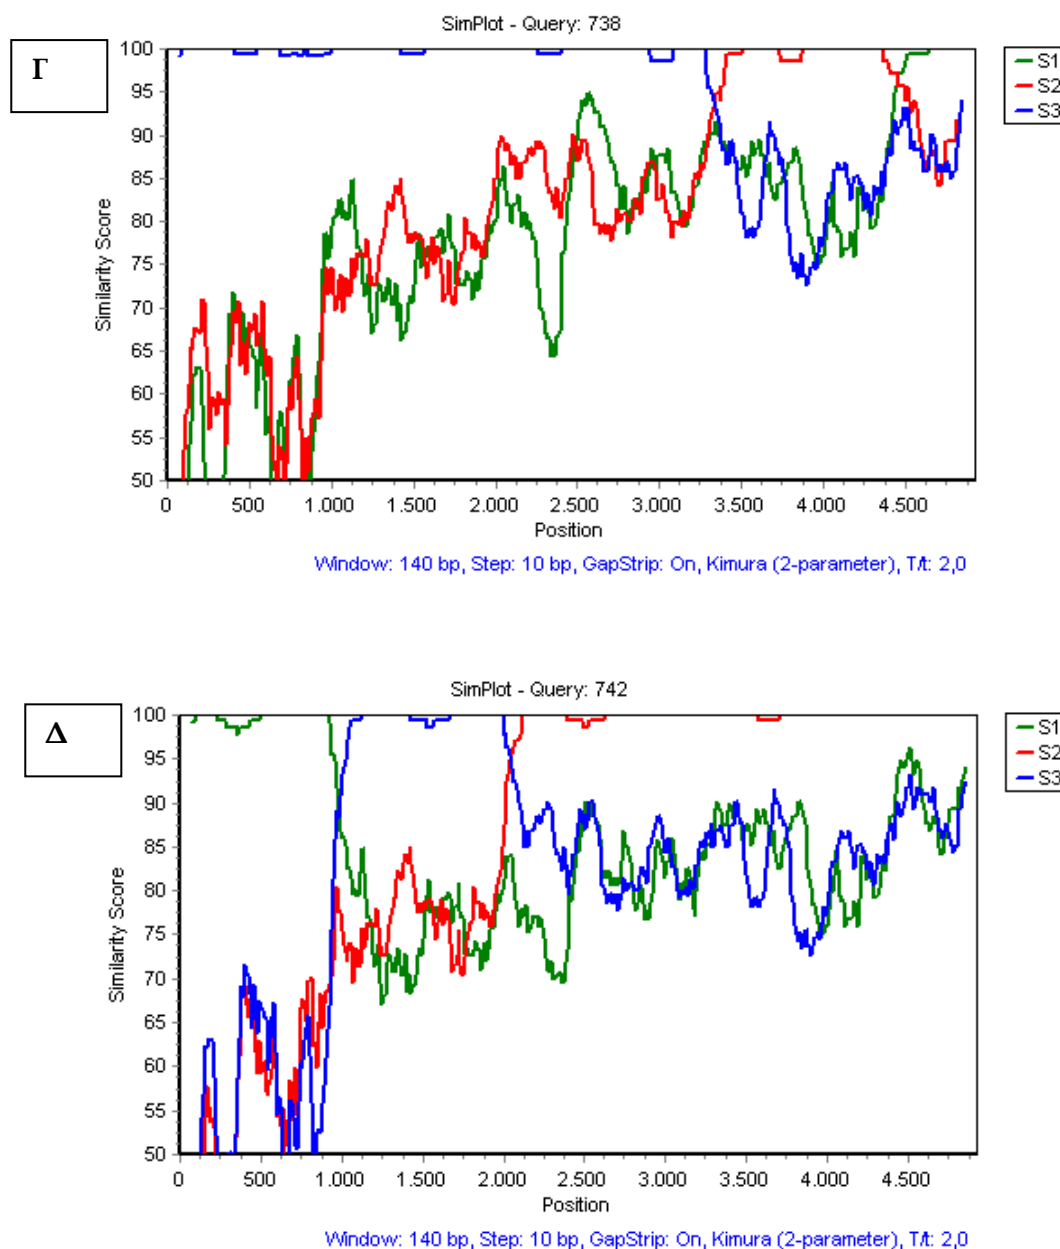 SimPlot - Query: 738
Γ
100
95
90
85
80
75
70
65
60
55
50
Similarity Score
0 500 1.000 1.500 2.000 2.500 3.000 3.500 4.000 4.500
Position
Window: 140 bp, Step: 10 bp, GapStrip: On, Kimura (2-parameter), T/t: 2,0
S1
S2
S3
SimPlot - Query: 742
Δ
100
95
90
85
80
75
70
65
60
55
50
Similarity Score
0 500 1.000 1.500 2.000 2.500 3.000 3.500 4.000 4.500
Position
Window: 140 bp, Step: 10 bp, GapStrip: On, Kimura (2-parameter), T/t: 2,0
S1
S2
S3